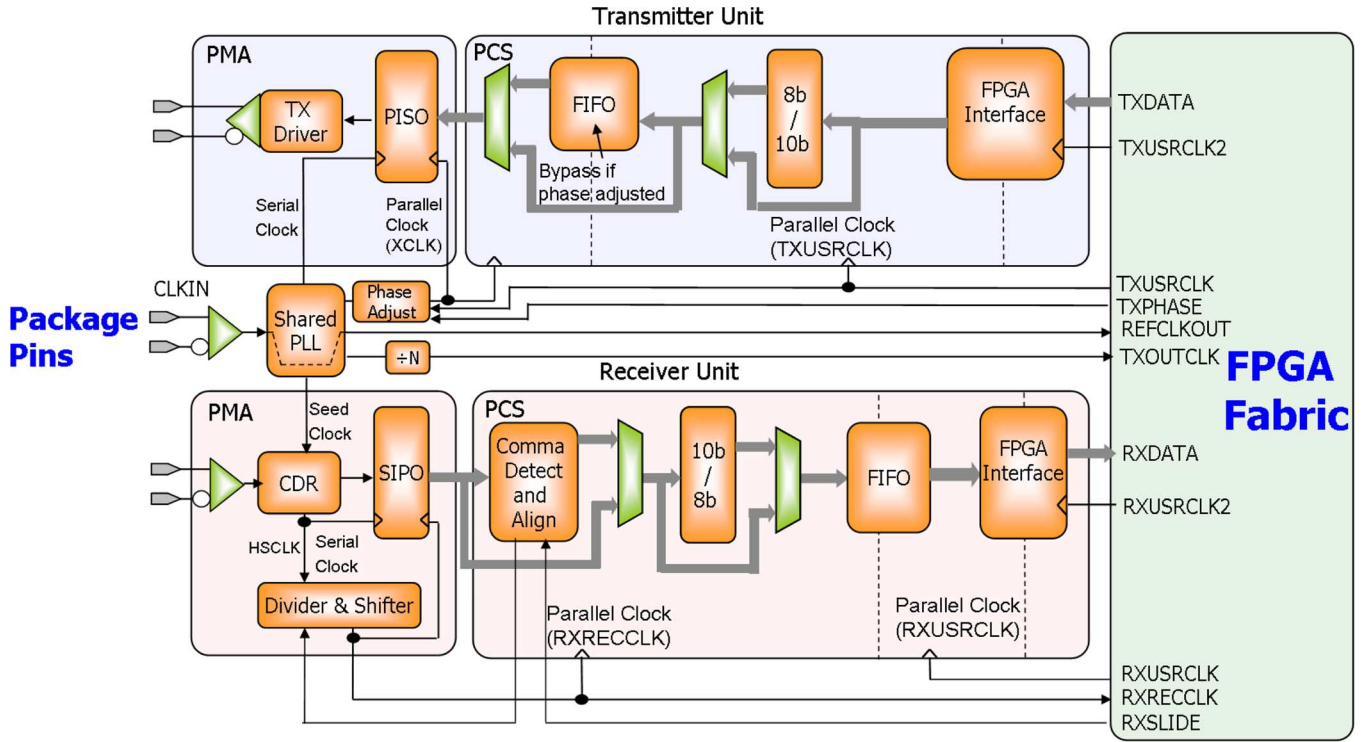 Transmitter Unit
PMA
PCS
TX
Driver
PISO
FIFO
8b
/
10b
FPGA
Interface
TXDATA
TXUSRCLK2
Bypass if
phase adjusted
Serial
Clock
Parallel
Clock
(XCLK)
Parallel Clock
(TXUSRCLK)
CLKIN
Package
Pins
Shared
PLL
Phase
Adjust
÷N
TXUSRCLK
TXPHASE
REFCLKOUT
TXOUTCLK
FPGA
Fabric
Receiver Unit
PMA
PCS
Seed
Clock
CDR
SIPO
Comma
Detect
and
Align
10b
/
8b
FIFO
FPGA
Interface
RXDATA
RXUSRCLK2
HSCLK
Serial
Clock
Divider & Shifter
Parallel Clock
(RXRECCLK)
Parallel Clock
(RXUSRCLK)
RXUSRCLK
RXRECCLK
RXSLIDE